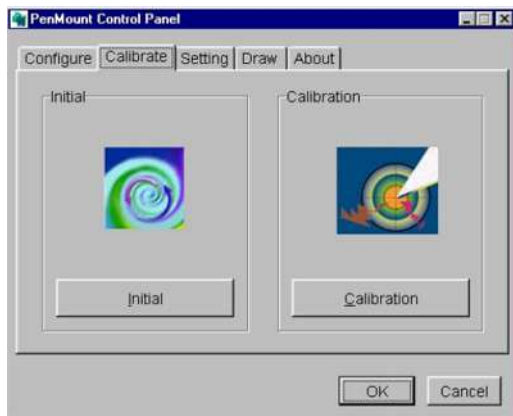 PenMount Control Panel
Configure Calibrate Setting Draw About
Initial
Calibration
Initial
Calibration
OK
Cancel